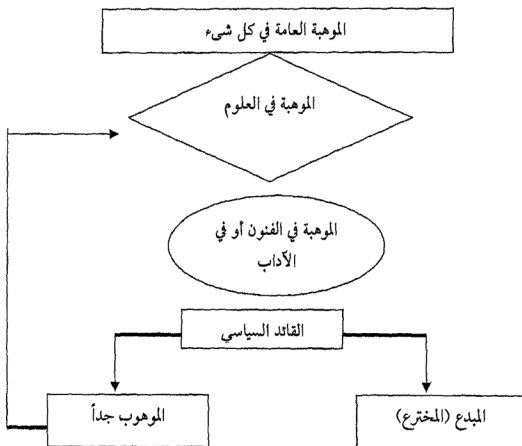 الموهبة العامة في كل شىء
الموهبة في العلوم
الموهبة في الفنون أو في
الآداب
القائد السياسي
الموهوب جداً
المبدع (المخترع)